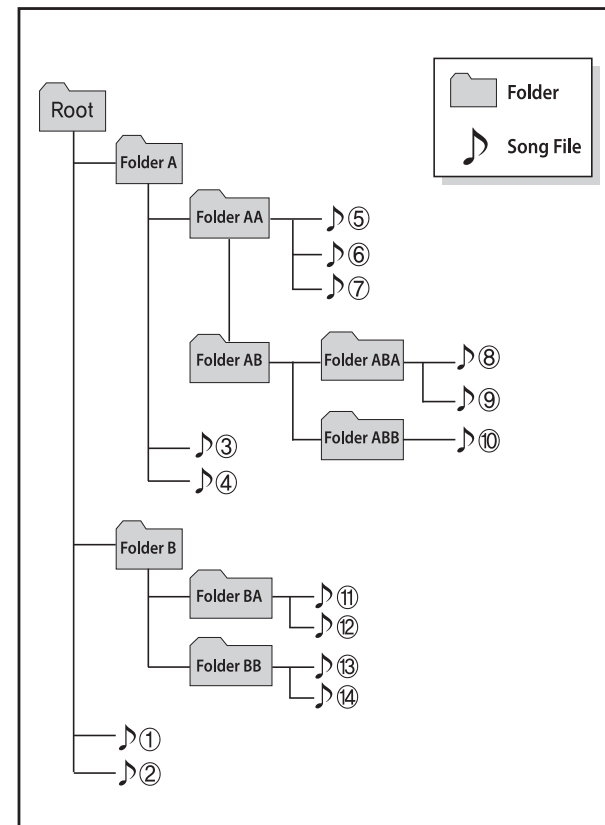 Root
Folder
Song File
Folder A
Folder AA
⑤
⑥
⑦
Folder AB
Folder ABA
⑧
⑨
Folder ABB
⑩
③
④
Folder B
Folder BA
⑪
⑫
Folder BB
⑬
⑭
①
②